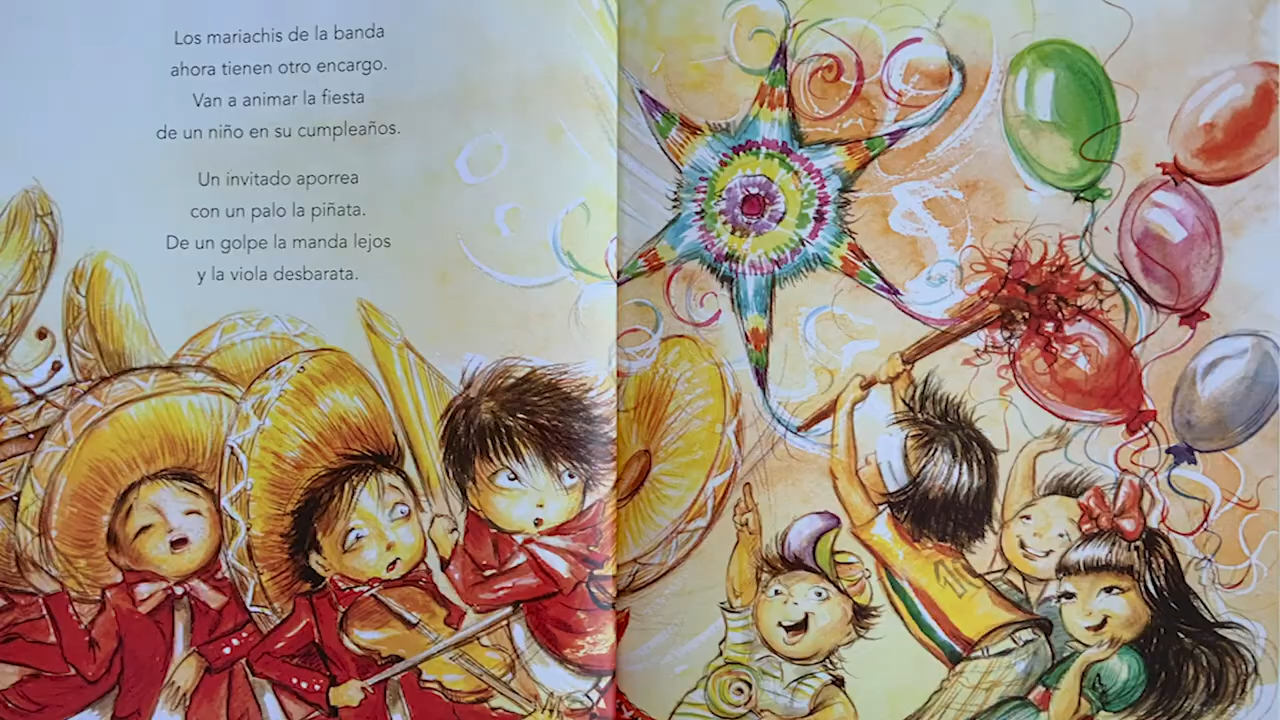 Los mariachis de la banda
ahora tienen otro encargo.
Van a animar la fiesta
de un niño en su cumpleaños.
Un invitado aporrea
con un palo la piñata.
De un golpe la manda lejos
y la viola desbarata.
10